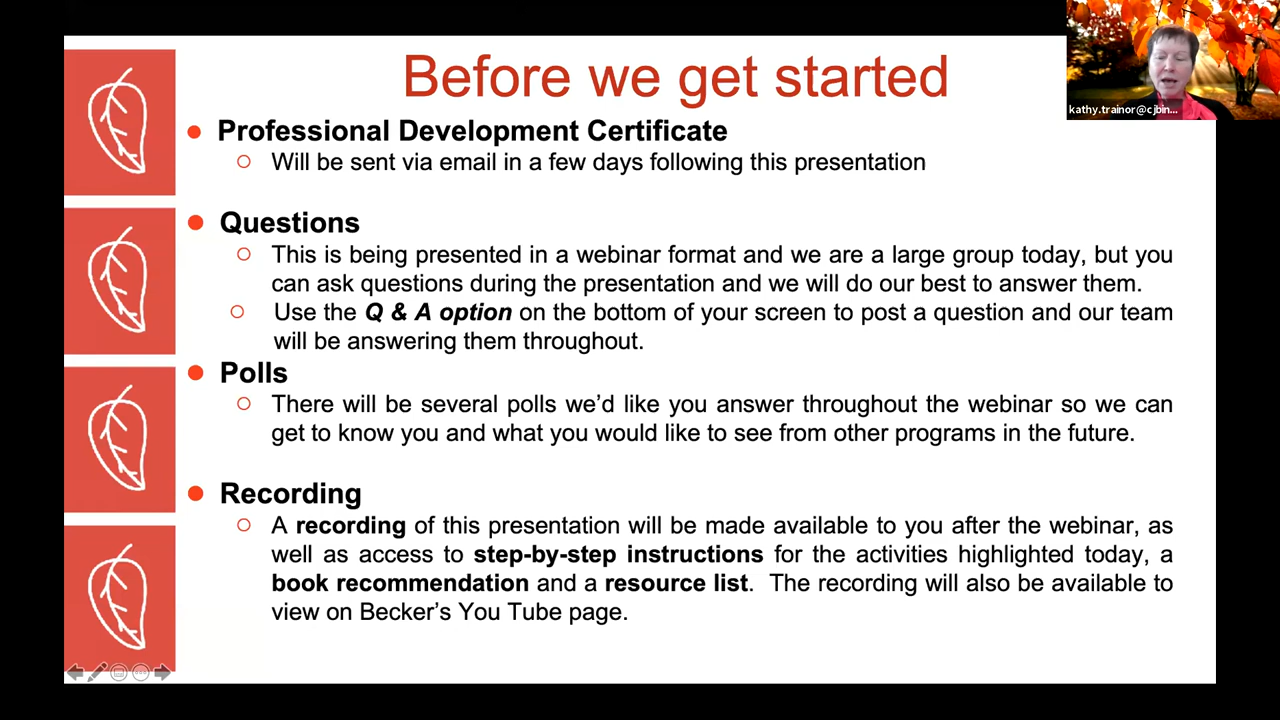 Before we get started
kathy.trainor@cjbin...
● Professional Development Certificate
○ Will be sent via email in a few days following this presentation
● Questions
○ This is being presented in a webinar format and we are a large group today, but you
can ask questions during the presentation and we will do our best to answer them.
○ Use the Q & A option on the bottom of your screen to post a question and our team
will be answering them throughout.
● Polls
○ There will be several polls we’d like you answer throughout the webinar so we can
get to know you and what you would like to see from other programs in the future.
● Recording
○ A recording of this presentation will be made available to you after the webinar, as
well as access to step-by-step instructions for the activities highlighted today, a
book recommendation and a resource list. The recording will also be available to
view on Becker’s You Tube page.